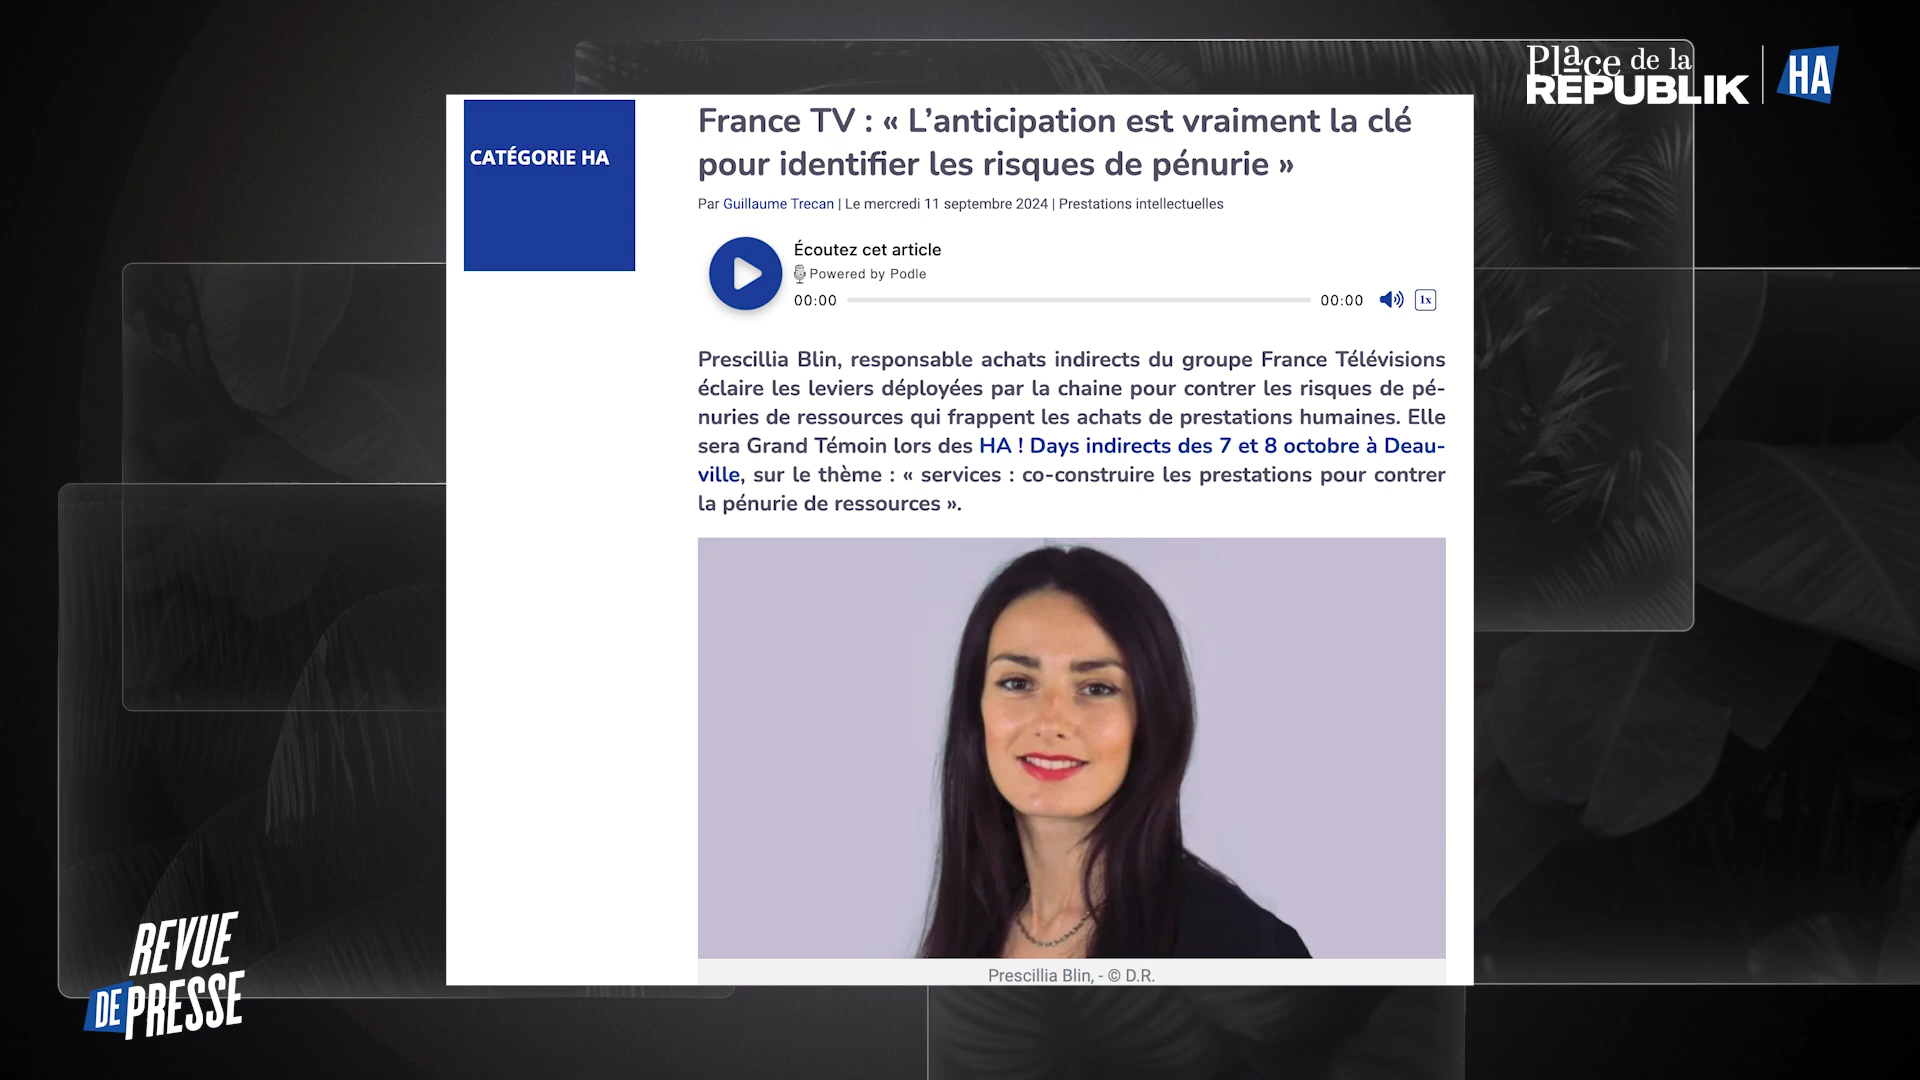 Place de la
RÉPUBLIK
HA
CATÉGORIE HA
France TV : « L’anticipation est vraiment la clé
pour identifier les risques de pénurie »
Par Guillaume Trecan | Le mercredi 11 septembre 2024 | Prestations intellectuelles
Écoutez cet article
Powered by Podle
00:00
00:00
1x
Prescillia Blin, responsable achats indirects du groupe France Télévisions
éclaire les leviers déployées par la chaine pour contrer les risques de pé-
nuries de ressources qui frappent les achats de prestations humaines. Elle
sera Grand Témoin lors des HA ! Days indirects des 7 et 8 octobre à Deau-
ville, sur le thème : « services : co-construire les prestations pour contrer
la pénurie de ressources ».
Prescillia Blin, - © D.R.
REVUE
DE PRESSE